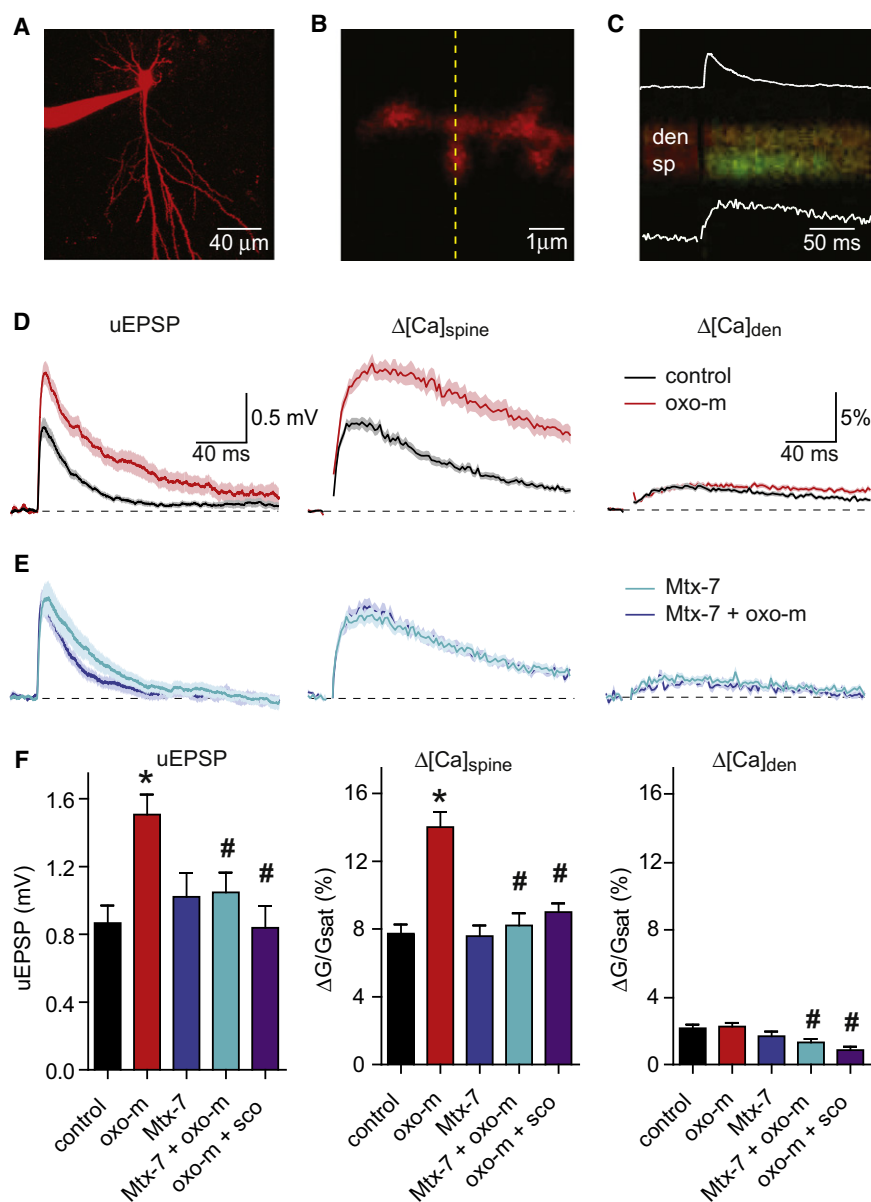 A
B
C
40 μm
1μm
den
sp
50 ms
D
uEPSP
Δ[Ca]spine
Δ[Ca]den
0.5 mV
40 ms
control
oxo-m
5%
40 ms
E
Mtx-7
Mtx-7 + oxo-m
F
uEPSP
uEPSP (mV)
1.6
1.2
0.8
0.4
0.0
*
#
#
control
oxo-m
Mtx-7
Mtx-7 + oxo-m
oxo-m + sco
Δ[Ca]spine
ΔG/Gsat (%)
16
12
8
4
0
*
#
#
control
oxo-m
Mtx-7
Mtx-7 + oxo-m
oxo-m + sco
Δ[Ca]den
ΔG/Gsat (%)
16
12
8
4
0
#
#
control
oxo-m
Mtx-7
Mtx-7 + oxo-m
oxo-m + sco